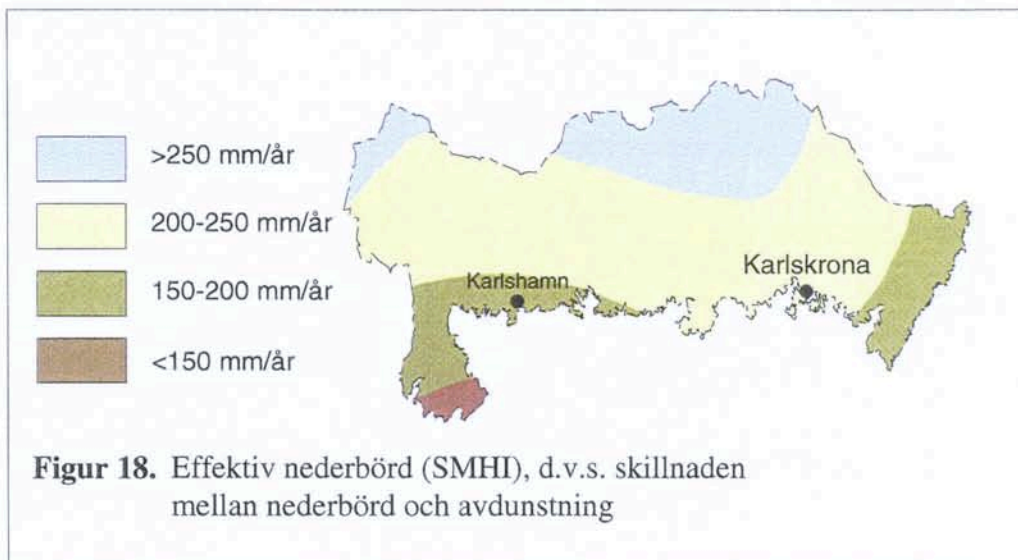 >250 mm/år
200-250 mm/år
150-200 mm/år
<150 mm/år
Karlshamn
Karlskrona
Figur 18. Effektiv nederbörd (SMHI), d.v.s. skillnaden
mellan nederbörd och avdunstning